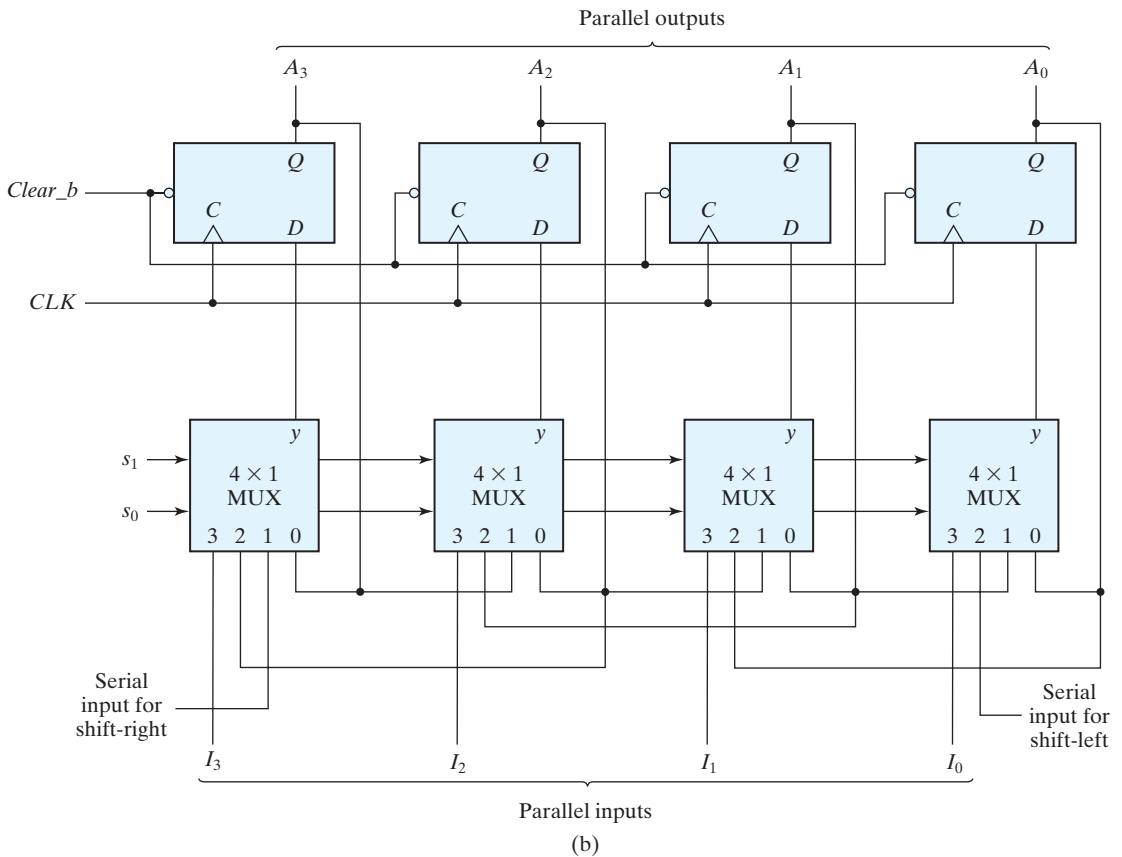 Parallel outputs
A₃ A₂ A₁ A₀
Q Q Q Q
Clear_b
C C C C
D D D D
CLK
y y y y
s₁
4 × 1 4 × 1 4 × 1 4 × 1
MUX MUX MUX MUX
s₀
3 2 1 0 3 2 1 0 3 2 1 0 3 2 1 0
Serial
input for
shift-right
Serial
input for
shift-left
I₃ I₂ I₁ I₀
Parallel inputs
(b)